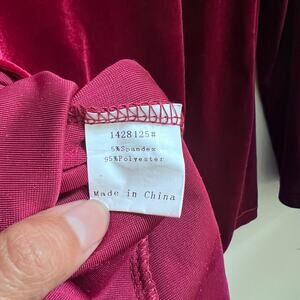 1428125#
5%Spandex
95%Polyester
Made in China